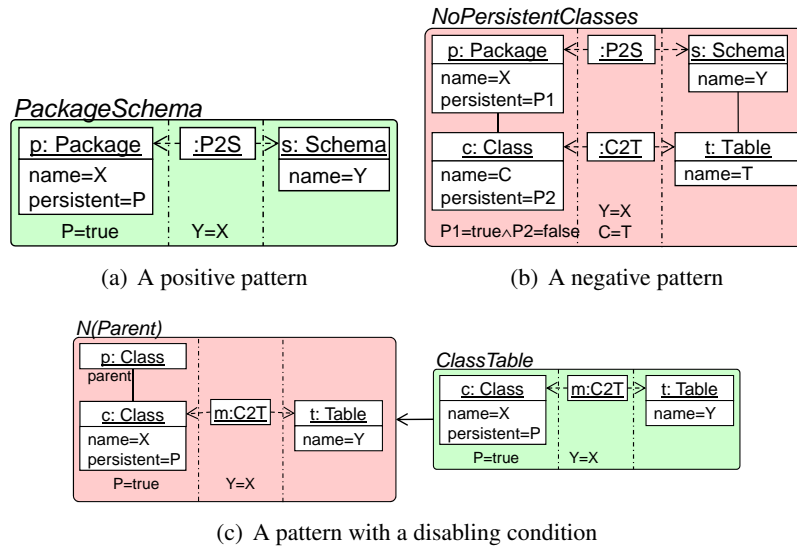 PackageSchema
p: Package
:P2S
s: Schema
name=X
persistent=P
name=Y
P=true
Y=X
(a) A positive pattern
NoPersistentClasses
p: Package
:P2S
s: Schema
name=X
persistent=P1
name=Y
c: Class
:C2T
t: Table
name=C
persistent=P2
name=T
P1=true∧P2=false
Y=X
C=T
(b) A negative pattern
N(Parent)
p: Class
parent
c: Class
m:C2T
t: Table
name=X
persistent=P
name=Y
P=true
Y=X
ClassTable
c: Class
m:C2T
t: Table
name=X
persistent=P
name=Y
P=true
Y=X
(c) A pattern with a disabling condition